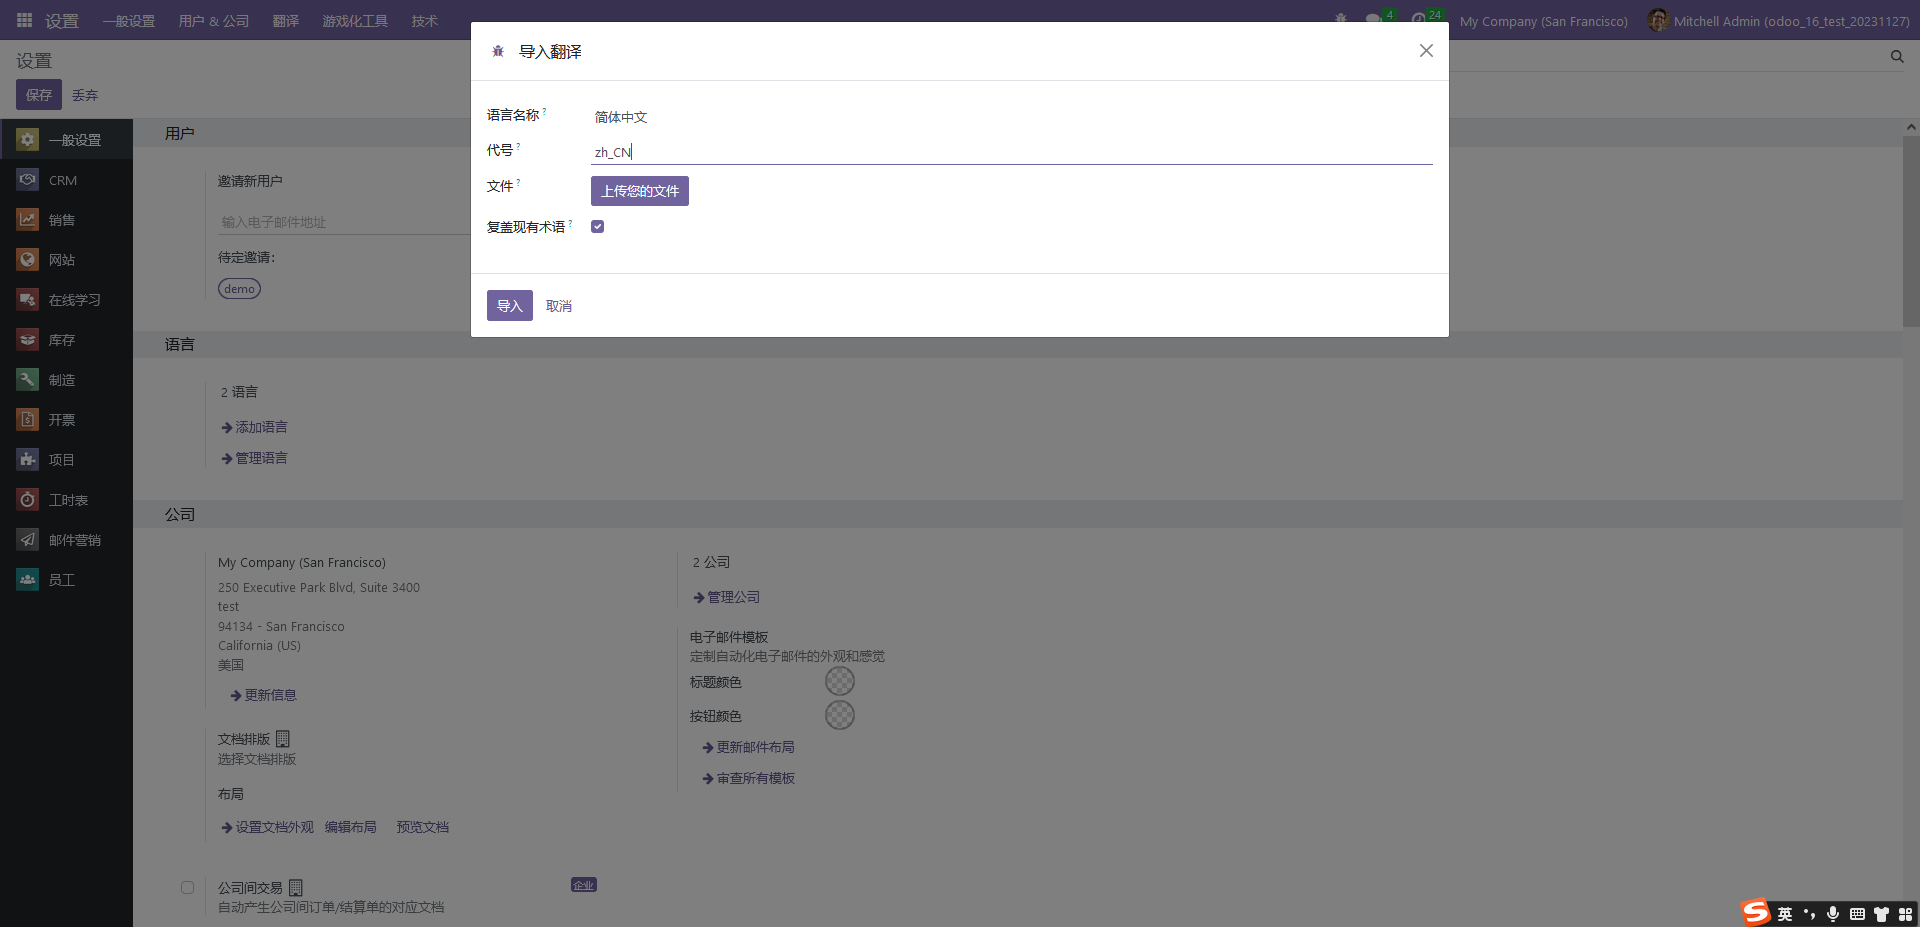 设置 一般设置 用户 & 公司 翻译 游戏化工具 技术 4 24 My Company (San Francisco) Mitchell Admin (odoo_16_test_20231127)
设置
保存 丢弃
导入翻译
语言名称? 简体中文
代号? zh_CN
文件? 上传您的文件
复盖现有术语?
导入 取消
一般设置
CRM
销售
网站
在线学习
库存
制造
开票
项目
工时表
邮件营销
员工
用户
邀请新用户
输入电子邮件地址
待定邀请:
demo
语言
2 语言
添加语言
管理语言
公司
My Company (San Francisco)
250 Executive Park Blvd, Suite 3400
test
94134 - San Francisco
California (US)
美国
更新信息
文档排版
选择文档排版
布局
设置文档外观 编辑布局 预览文档
2 公司
管理公司
电子邮件模板
定制自动化电子邮件的外观和感觉
标题颜色
按钮颜色
更新邮件布局
审查所有模板
公司间交易 企业
自动产生公司间订单/结算单的对应文档
英